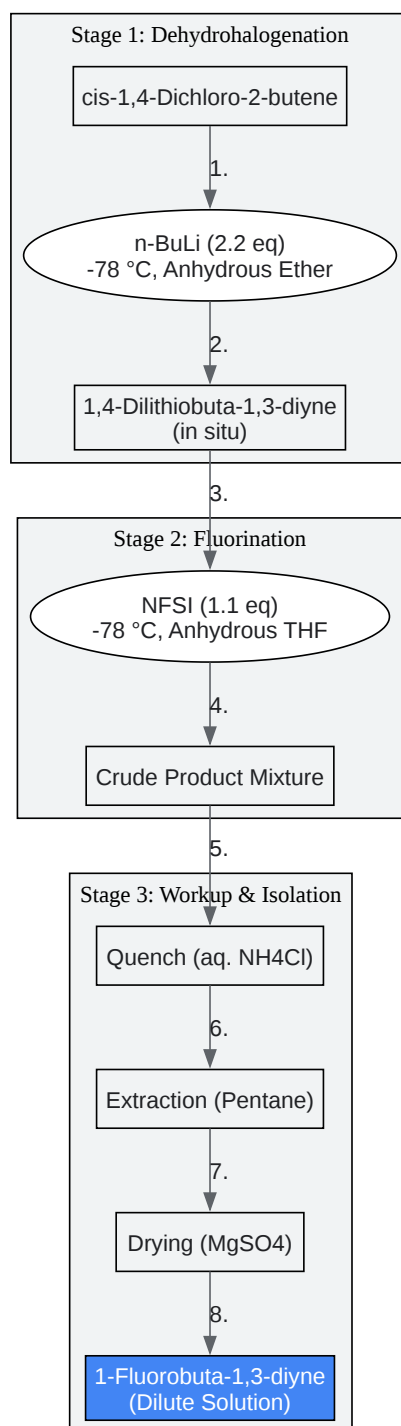 Stage 1: Dehydrohalogenation
cis-1,4-Dichloro-2-butene
1.
n-BuLi (2.2 eq)
-78 °C, Anhydrous Ether
2.
1,4-Dilithiobuta-1,3-diyne
(in situ)
3.
Stage 2: Fluorination
NFSI (1.1 eq)
-78 °C, Anhydrous THF
4.
Crude Product Mixture
5.
Stage 3: Workup & Isolation
Quench (aq. NH4Cl)
6.
Extraction (Pentane)
7.
Drying (MgSO4)
8.
1-Fluorobuta-1,3-diyne
(Dilute Solution)